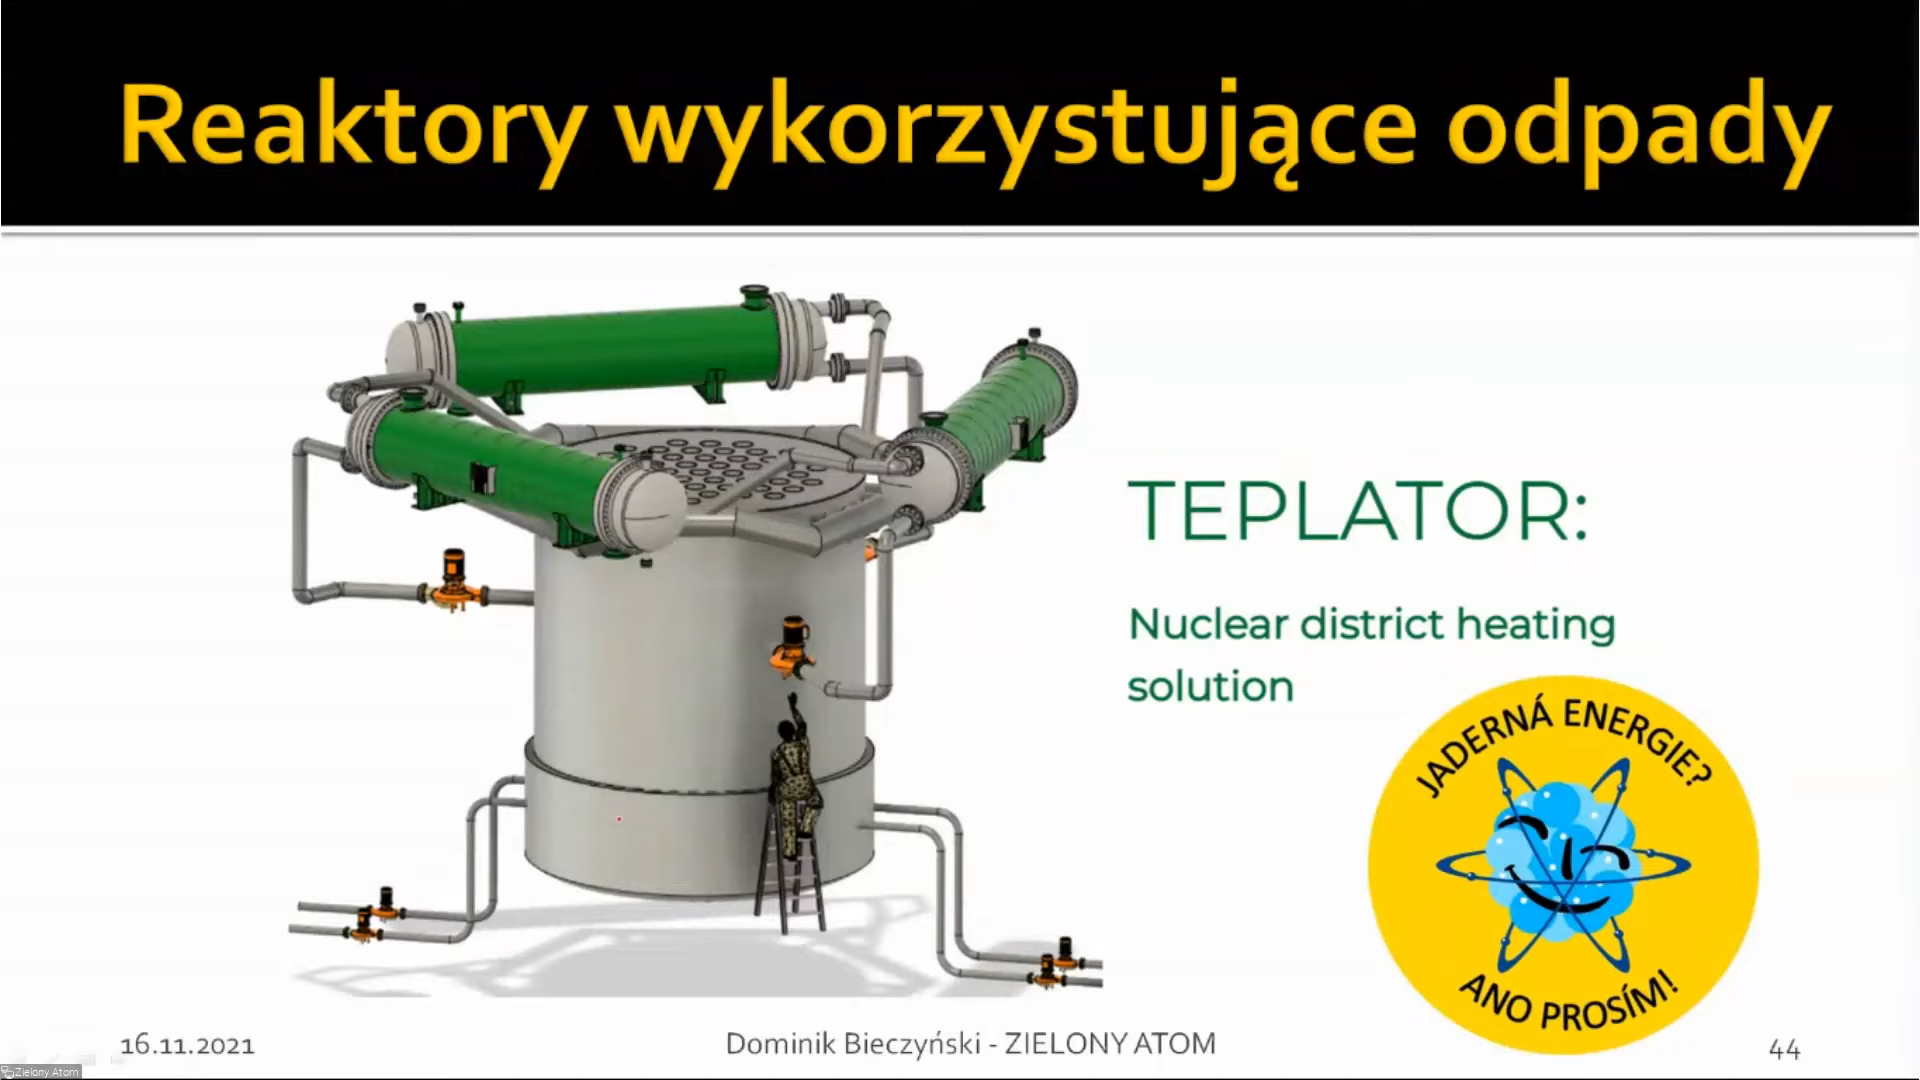 Reaktory wykorzystujące odpady
TEPLATOR:
Nuclear district heating
solution
JADERNÁ ENERGIE?
ANO PROSÍM!
16.11.2021
Dominik Bieczyński - ZIELONY ATOM
44
Zielony Atom